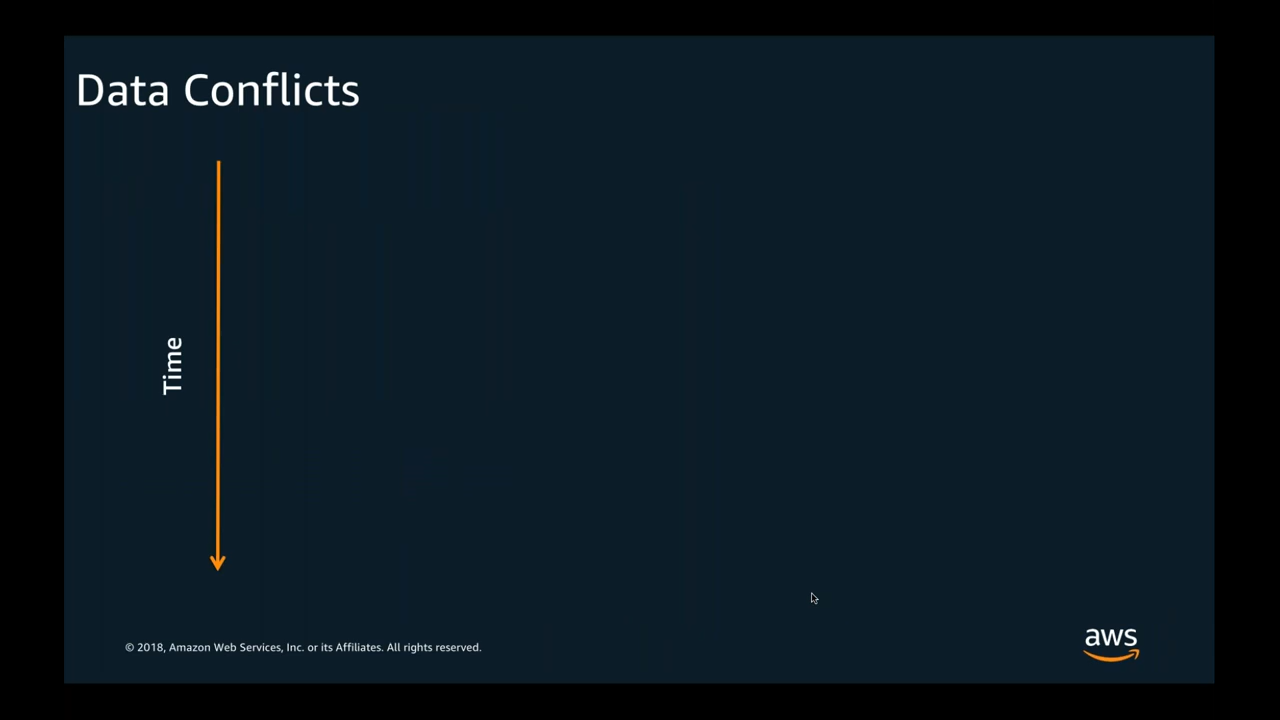 Data Conflicts
Time
© 2018, Amazon Web Services, Inc. or its Affiliates. All rights reserved.
aws